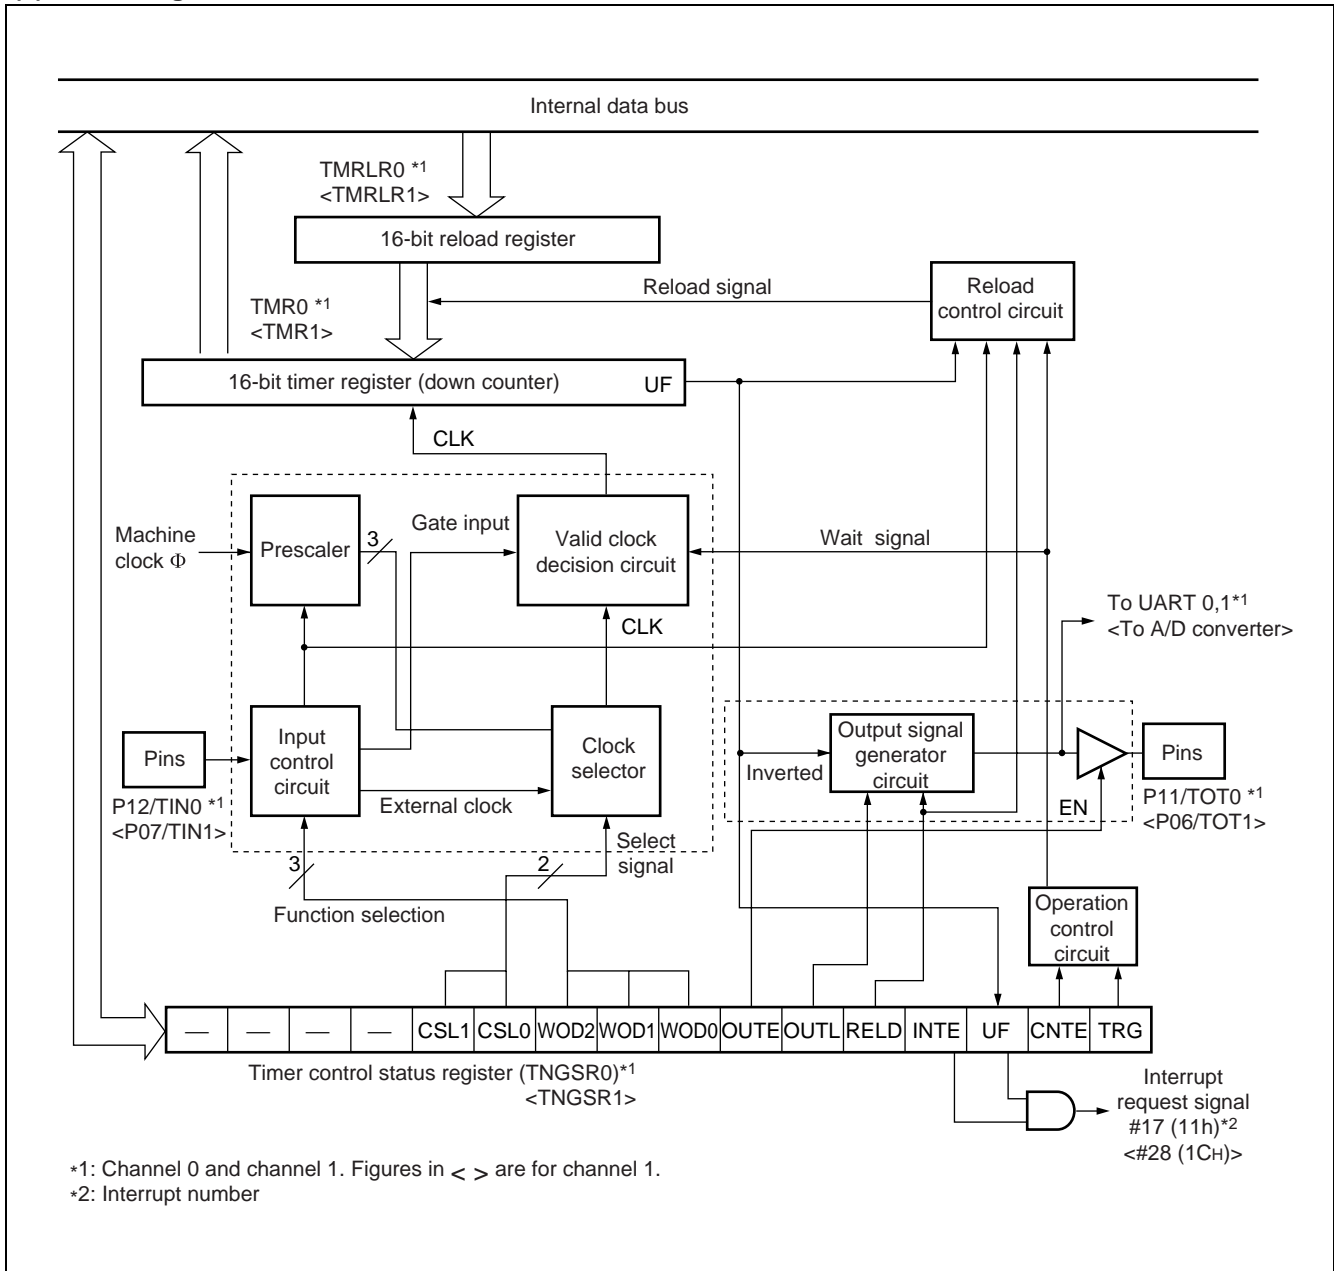 Internal data bus
TMRLR0 *1
<TMRLR1>
16-bit reload register
Reload signal
Reload
control circuit
TMR0 *1
<TMR1>
16-bit timer register (down counter) UF
CLK
Machine
clock Φ
Prescaler
3
Gate input
Valid clock
decision circuit
Wait signal
CLK
To UART 0,1*1
<To A/D converter>
Pins
P12/TIN0 *1
<P07/TIN1>
Input
control
circuit
External clock
Clock
selector
Inverted
Output signal
generator
circuit
EN
Pins
P11/TOT0 *1
<P06/TOT1>
3
Function selection
2
Select
signal
Operation
control
circuit
— — — — CSL1 CSL0 WOD2 WOD1 WOD0 OUTE OUTL RELD INTE UF CNTE TRG
Timer control status register (TNGSR0)*1
<TNGSR1>
Interrupt
request signal
#17 (11h)*2
<#28 (1CH)>
*1: Channel 0 and channel 1. Figures in < > are for channel 1.
*2: Interrupt number